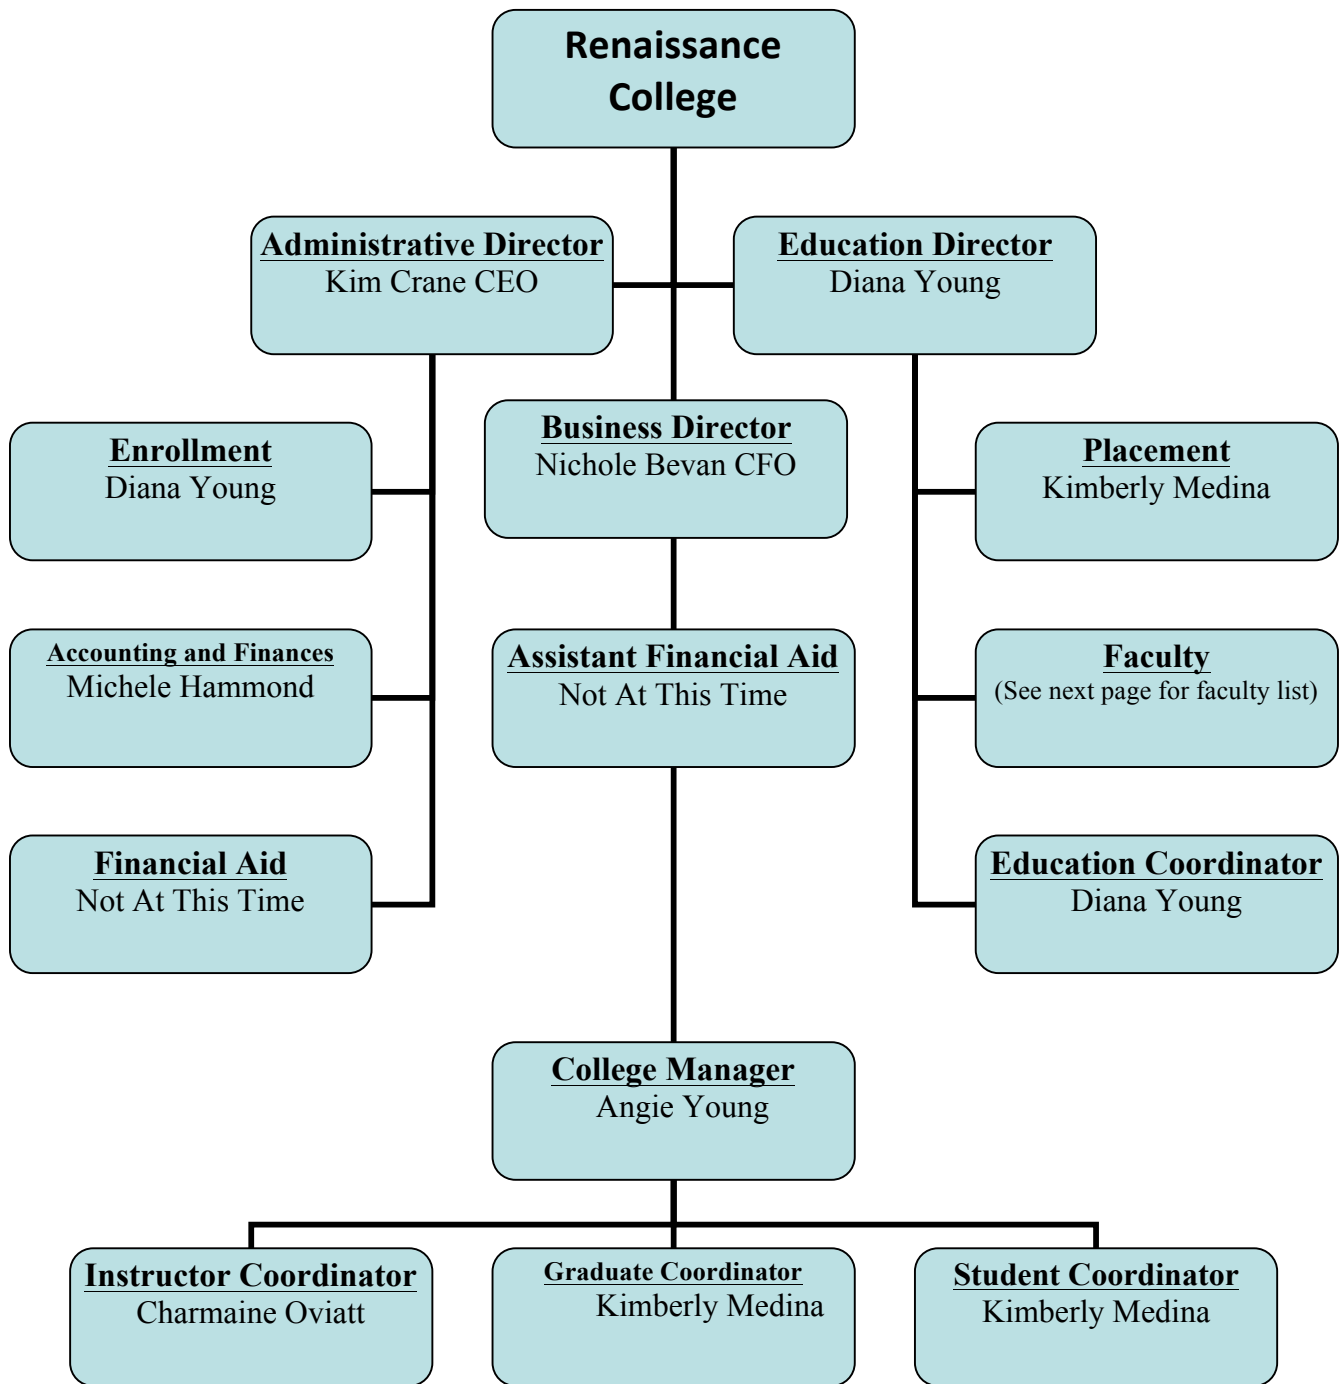 Renaissance
College
Administrative Director
Kim Crane CEO
Education Director
Diana Young
Enrollment
Diana Young
Business Director
Nichole Bevan CFO
Placement
Kimberly Medina
Accounting and Finances
Michele Hammond
Assistant Financial Aid
Not At This Time
Faculty
(See next page for faculty list)
Financial Aid
Not At This Time
Education Coordinator
Diana Young
College Manager
Angie Young
Instructor Coordinator
Charmaine Oviatt
Graduate Coordinator
Kimberly Medina
Student Coordinator
Kimberly Medina